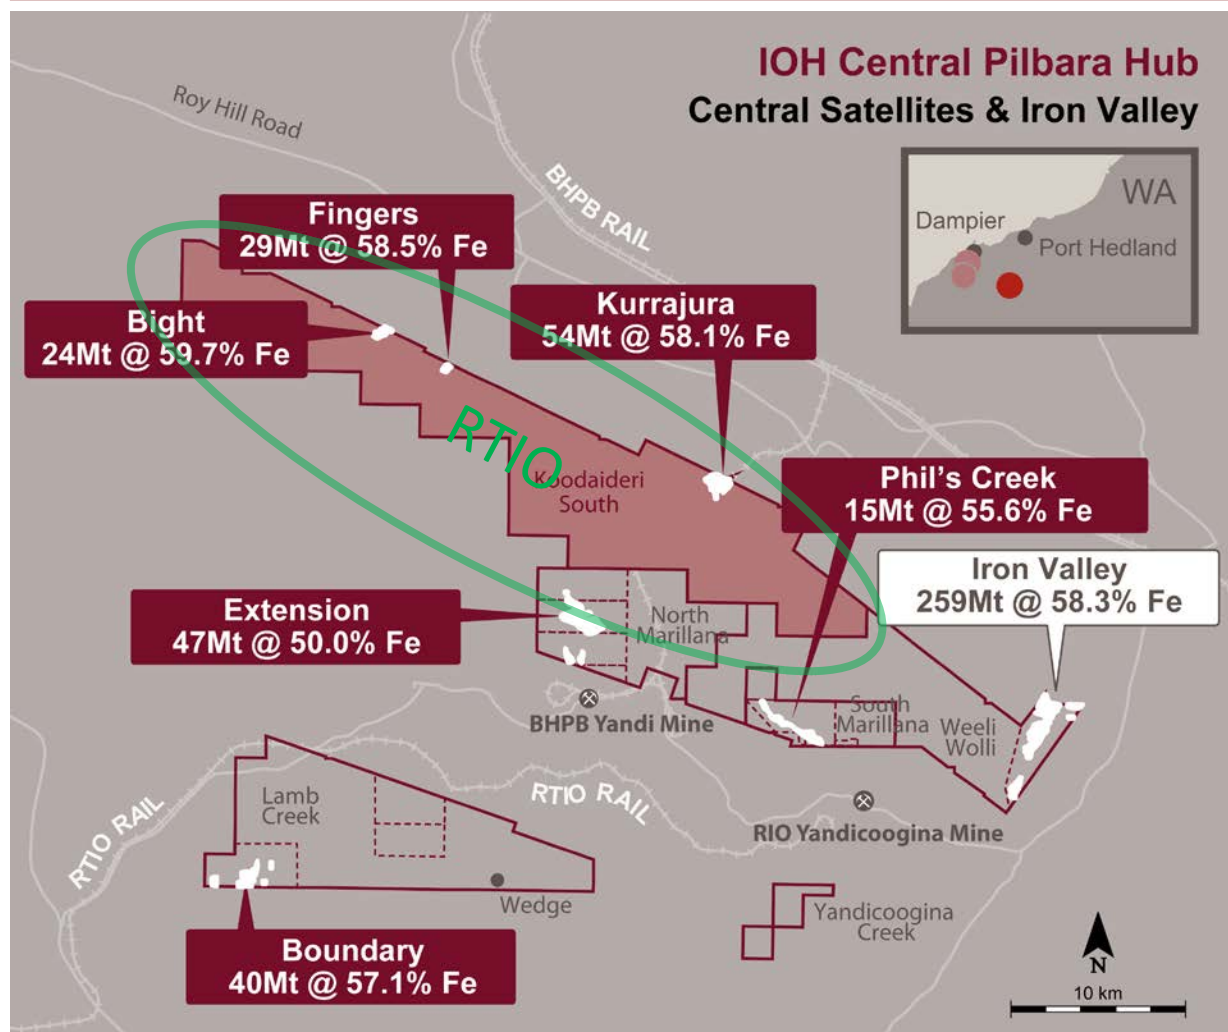 IOH Central Pilbara Hub
Central Satellites & Iron Valley
Roy Hill Road
BHPB RAIL
WA
Dampier
Port Hedland
Fingers
29Mt @ 58.5% Fe
Bight
24Mt @ 59.7% Fe
Kurrajura
54Mt @ 58.1% Fe
RTIO
Koodaideri
South
Phil's Creek
15Mt @ 55.6% Fe
Iron Valley
259Mt @ 58.3% Fe
Extension
47Mt @ 50.0% Fe
North
Marillana
BHPB Yandi Mine
South
Marillana
Weeli
Wolli
RTIO RAIL
RTIO RAIL
Lamb
Creek
RIO Yandicoogina Mine
Wedge
Yandicoogina
Creek
Boundary
40Mt @ 57.1% Fe
N
10 km